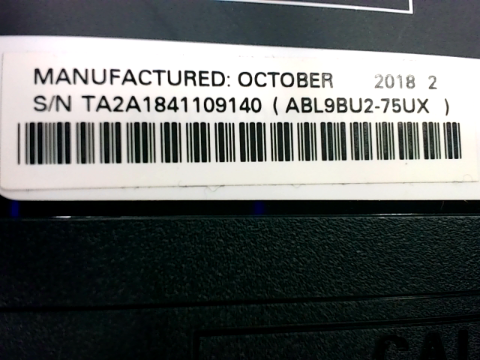 MANUFACTURED: OCTOBER 2018 2
S/N TA2A1841109140 ( ABL9BU2-75UX )